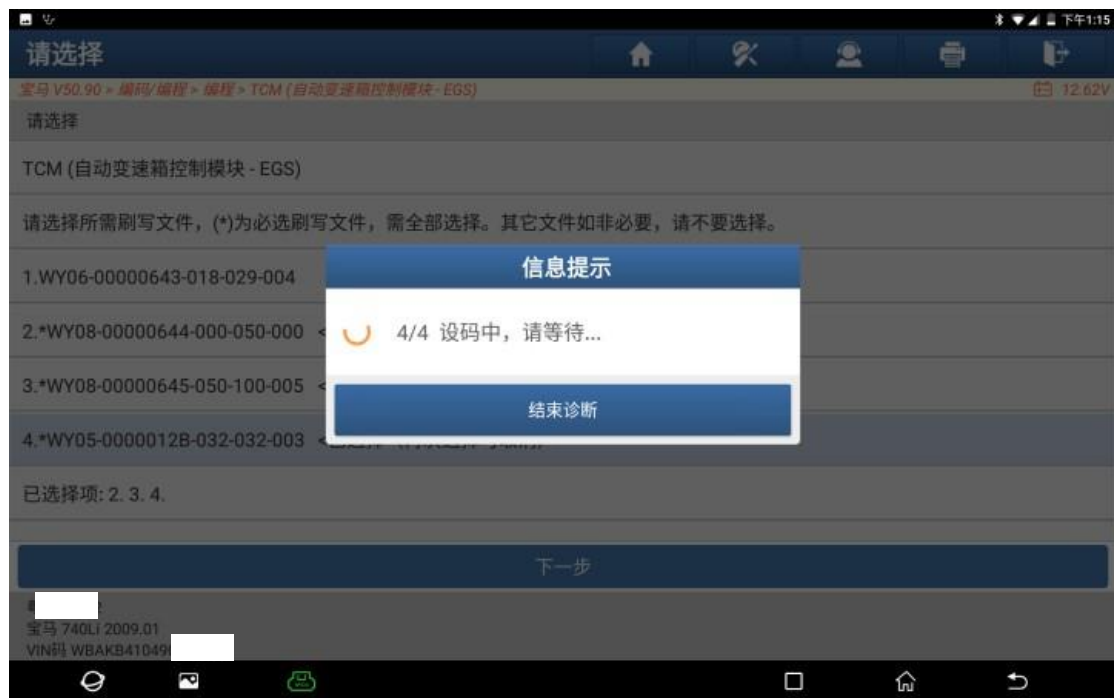 下午1:15
请选择
宝马 V50.90 > 编码/编程 > 编程 > TCM (自动变速箱控制模块 - EGS)
12.62V
请选择
TCM (自动变速箱控制模块 - EGS)
请选择所需刷写文件，(*)为必选刷写文件，需全部选择。其它文件如非必要，请不要选择。
信息提示
1.WY06-00000643-018-029-004
2.*WY08-00000644-000-050-000 <
4/4 设码中，请等待...
3.*WY08-00000645-050-100-005 <
结束诊断
4.*WY05-0000012B-032-032-003 <
已选择项: 2. 3. 4.
下一步
宝马 740Li 2009.01
VIN码 WBAKB41049